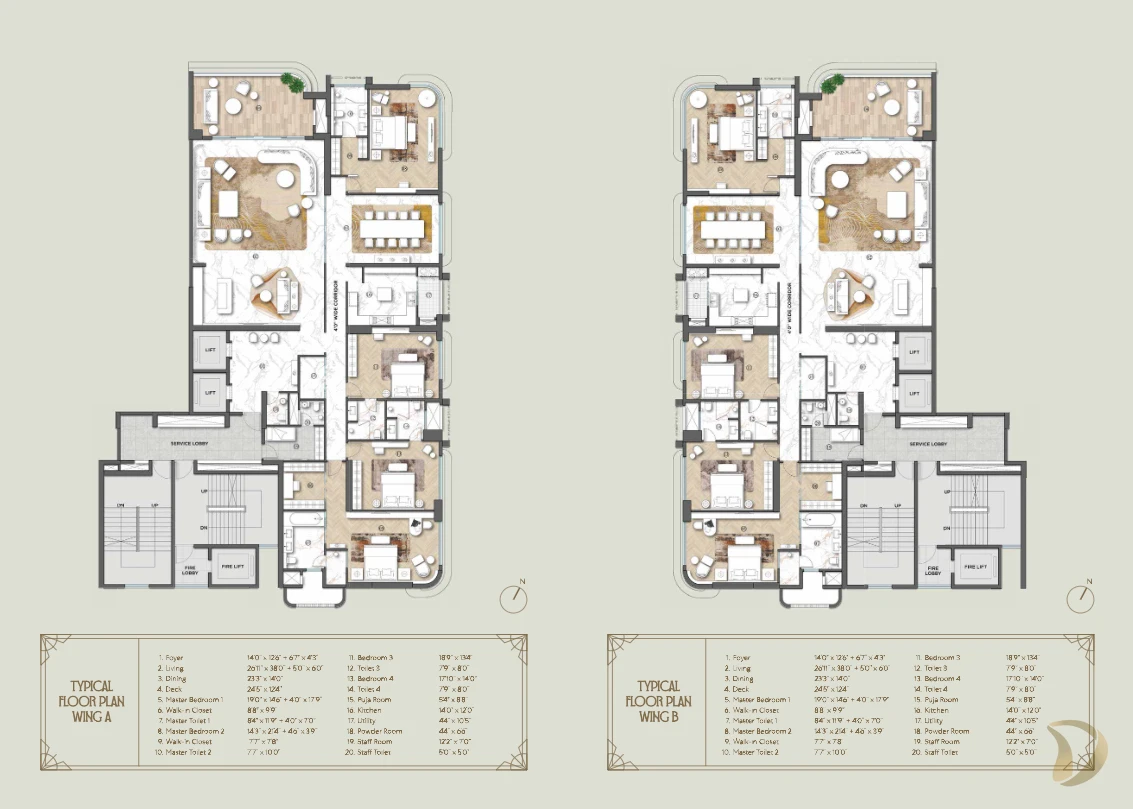 LIFT
LIFT
4'0" WIDE CORRIDOR
SERVICE LOBBY
DN
UP
UP
DN
FIRE
LOBBY
FIRE LIFT
N
4'0" WIDE CORRIDOR
LIFT
LIFT
SERVICE LOBBY
DN
UP
UP
DN
FIRE
LOBBY
FIRE LIFT
N
TYPICAL
FLOOR PLAN
WING A
1. Foyer 14'0" x 12'6" + 6'7" x 4'3"
2. Living 26'11" x 38'0" + 5'0" x 6'0"
3. Dining 23'3" x 14'0"
4. Deck 24'5" x 12'4"
5. Master Bedroom 1 19'0" x 14'6" + 4'0" x 17'9"
6. Walk-in Closet 8'8" x 9'9"
7. Master Toilet 1 8'4" x 11'9" + 4'0" x 7'0"
8. Master Bedroom 2 14'3" x 21'4" + 4'6" x 3'9"
9. Walk-in Closet 7'7" x 7'8"
10. Master Toilet 2 7'7" x 10'0"
11. Bedroom 3 18'9" x 13'4"
12. Toilet 3 7'9" x 8'0"
13. Bedroom 4 17'10" x 14'0"
14. Toilet 4 7'9" x 8'0"
15. Puja Room 5'4" x 8'8"
16. Kitchen 14'0" x 12'0"
17. Utility 4'4" x 10'5"
18. Powder Room 4'4" x 6'6"
19. Staff Room 12'2" x 7'0"
20. Staff Toilet 5'0" x 5'0"
TYPICAL
FLOOR PLAN
WING B
1. Foyer 14'0" x 12'6" + 6'7" x 4'3"
2. Living 26'11" x 38'0" + 5'0" x 6'0"
3. Dining 23'3" x 14'0"
4. Deck 24'5" x 12'4"
5. Master Bedroom 1 19'0" x 14'6" + 4'0" x 17'9"
6. Walk-in Closet 8'8" x 9'9"
7. Master Toilet 1 8'4" x 11'9" + 4'0" x 7'0"
8. Master Bedroom 2 14'3" x 21'4" + 4'6" x 3'9"
9. Walk-in Closet 7'7" x 7'8"
10. Master Toilet 2 7'7" x 10'0"
11. Bedroom 3 18'9" x 13'4"
12. Toilet 3 7'9" x 8'0"
13. Bedroom 4 17'10" x 14'0"
14. Toilet 4 7'9" x 8'0"
15. Puja Room 5'4" x 8'8"
16. Kitchen 14'0" x 12'0"
17. Utility 4'4" x 10'5"
18. Powder Room 4'4" x 6'6"
19. Staff Room 12'2" x 7'0"
20. Staff Toilet 5'0" x 5'0"